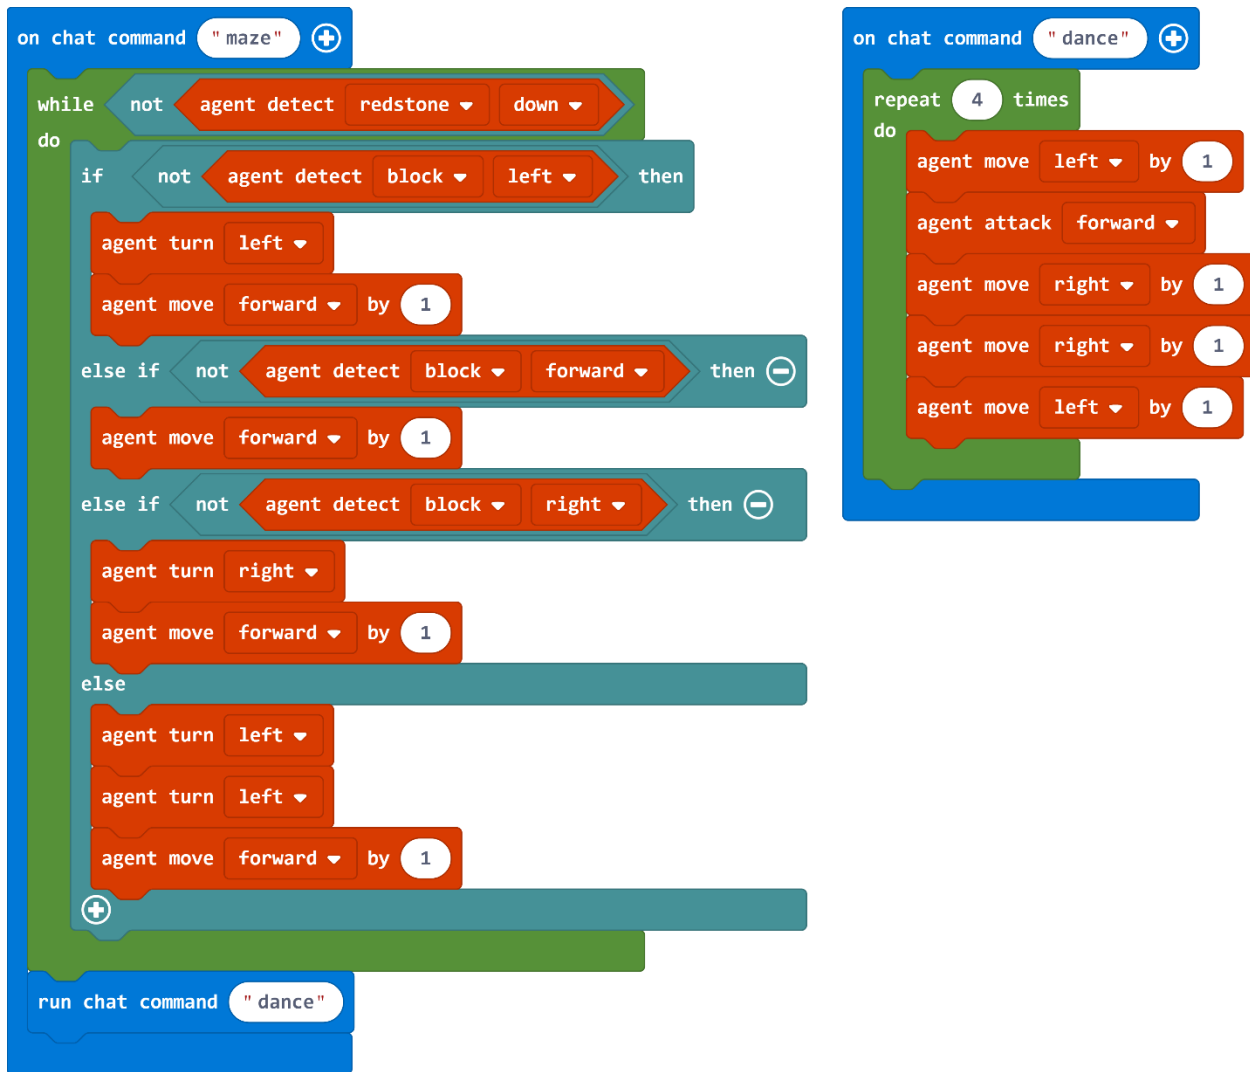 on chat command "maze"
while not agent detect redstone down
do
if not agent detect block left then
agent turn left
agent move forward by 1
else if not agent detect block forward then
agent move forward by 1
else if not agent detect block right then
agent turn right
agent move forward by 1
else
agent turn left
agent turn left
agent move forward by 1
run chat command "dance"
on chat command "dance"
repeat 4 times
do
agent move left by 1
agent attack forward
agent move right by 1
agent move right by 1
agent move left by 1